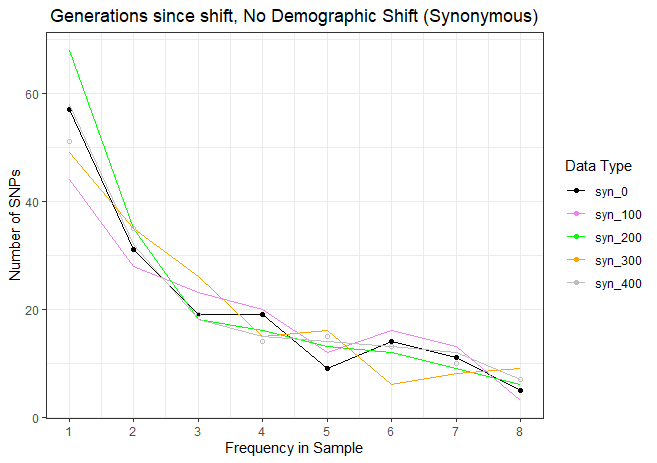 Generations since shift, No Demographic Shift (Synonymous)
Number of SNPs
60
40
20
0
1 2 3 4 5 6 7 8
Frequency in Sample
Data Type
syn_0
syn_100
syn_200
syn_300
syn_400